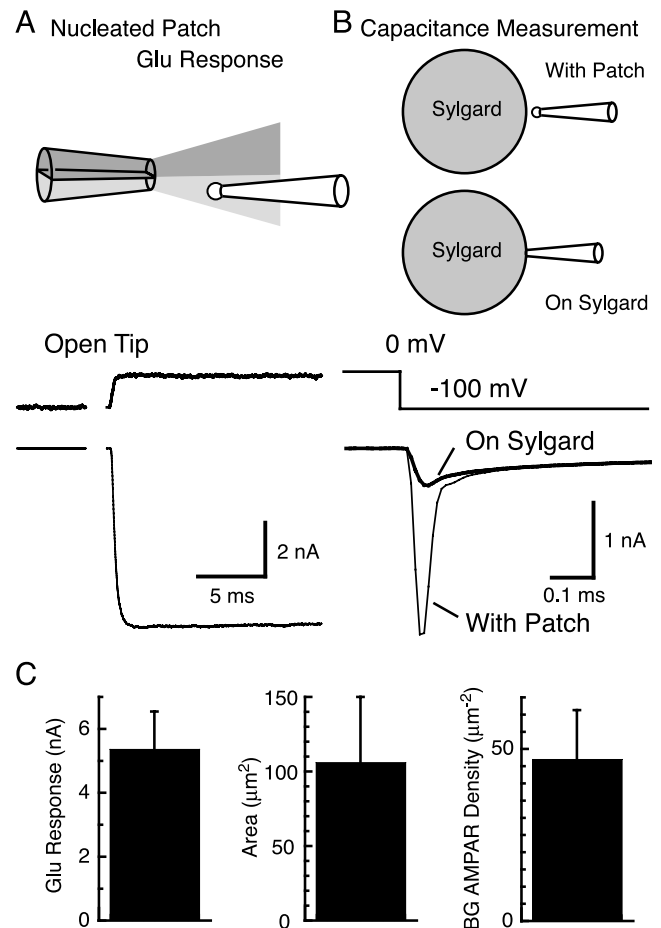 A Nucleated Patch
Glu Response
B Capacitance Measurement
With Patch
Sylgard
Sylgard
On Sylgard
Open Tip
0 mV
-100 mV
On Sylgard
2 nA
5 ms
1 nA
0.1 ms
With Patch
C
Glu Response (nA)
6
4
2
0
Area (μm²)
150
100
50
0
BG AMPAR Density (μm⁻²)
50
0